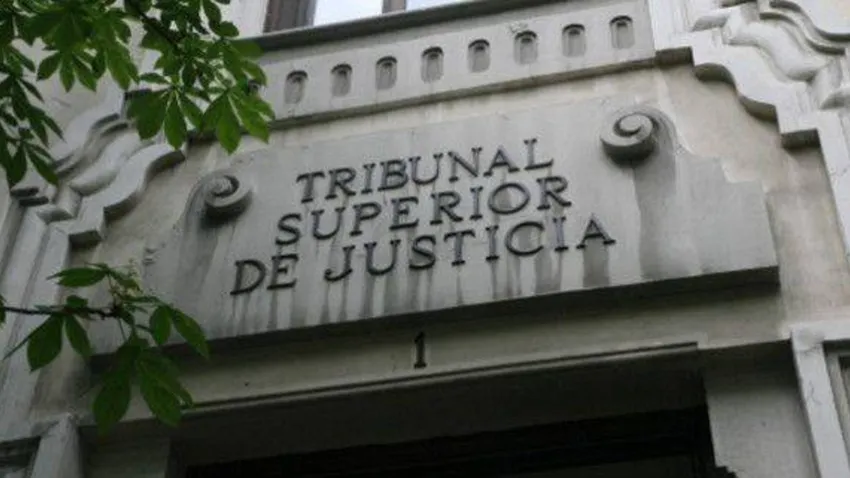 TRIBUNAL
SUPERIOR
DE JUSTICIA
1